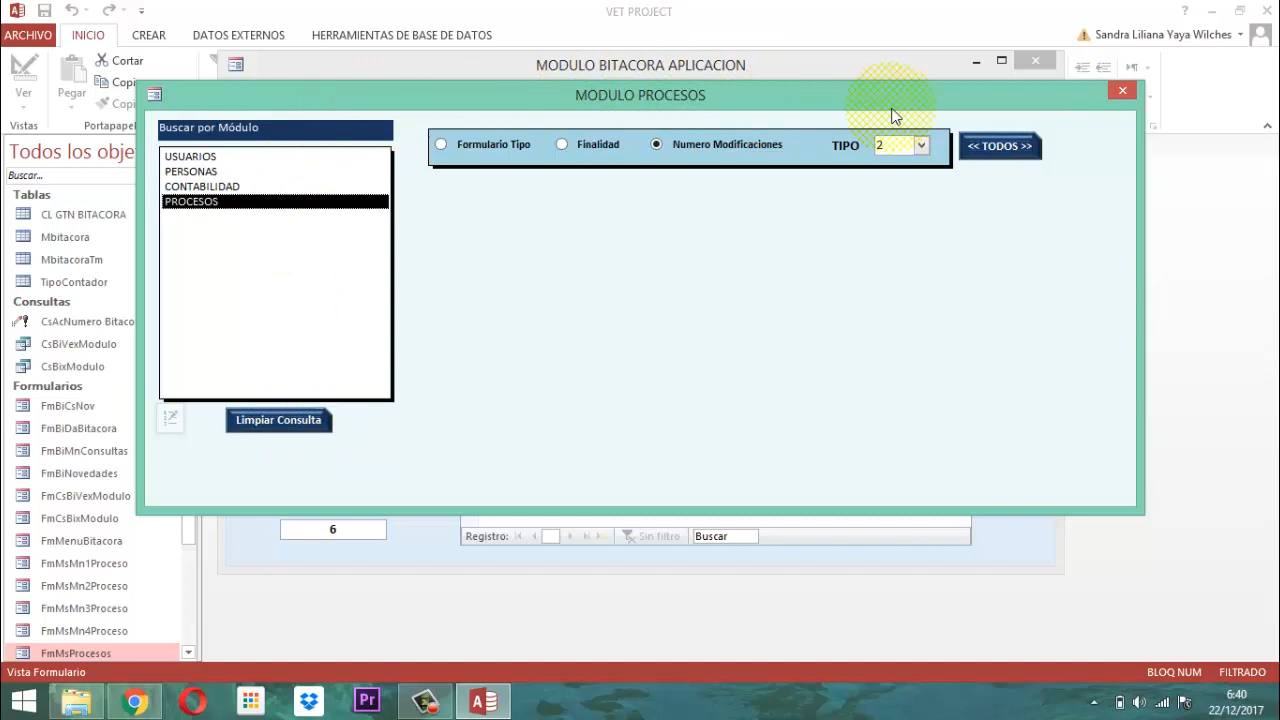 VET PROJECT
ARCHIVO
INICIO
CREAR
DATOS EXTERNOS
HERRAMIENTAS DE BASE DE DATOS
Sandra Liliana Yaya Wilches
Ver
Vistas
Pegar
Cortar
Copi
Portapape
MODULO BITACORA APLICACION
MODULO PROCESOS
Todos los obje
Buscar...
Tablas
CL GTN BITACORA
Mbitacora
MbitacoraTm
TipoContador
Consultas
CsAcNumero Bitaco
CsBiVexModulo
CsBixModulo
Formularios
FmBiCsNov
FmBiDaBitacora
FmBiMnConsultas
FmBiNovedades
FmCsBiVexModulo
FmCsBixModulo
FmMenuBitacora
FmMsMn1Proceso
FmMsMn2Proceso
FmMsMn3Proceso
FmMsMn4Proceso
FmMsProcesos
Buscar por Módulo
USUARIOS
PERSONAS
CONTABILIDAD
PROCESOS
Limpiar Consulta
Formulario Tipo
Finalidad
Numero Modificaciones
TIPO
2
<< TODOS >>
6
Registro:
Sin filtro
Buscar
Vista Formulario
BLOQ NUM
FILTRADO
Pr
6:40
22/12/2017